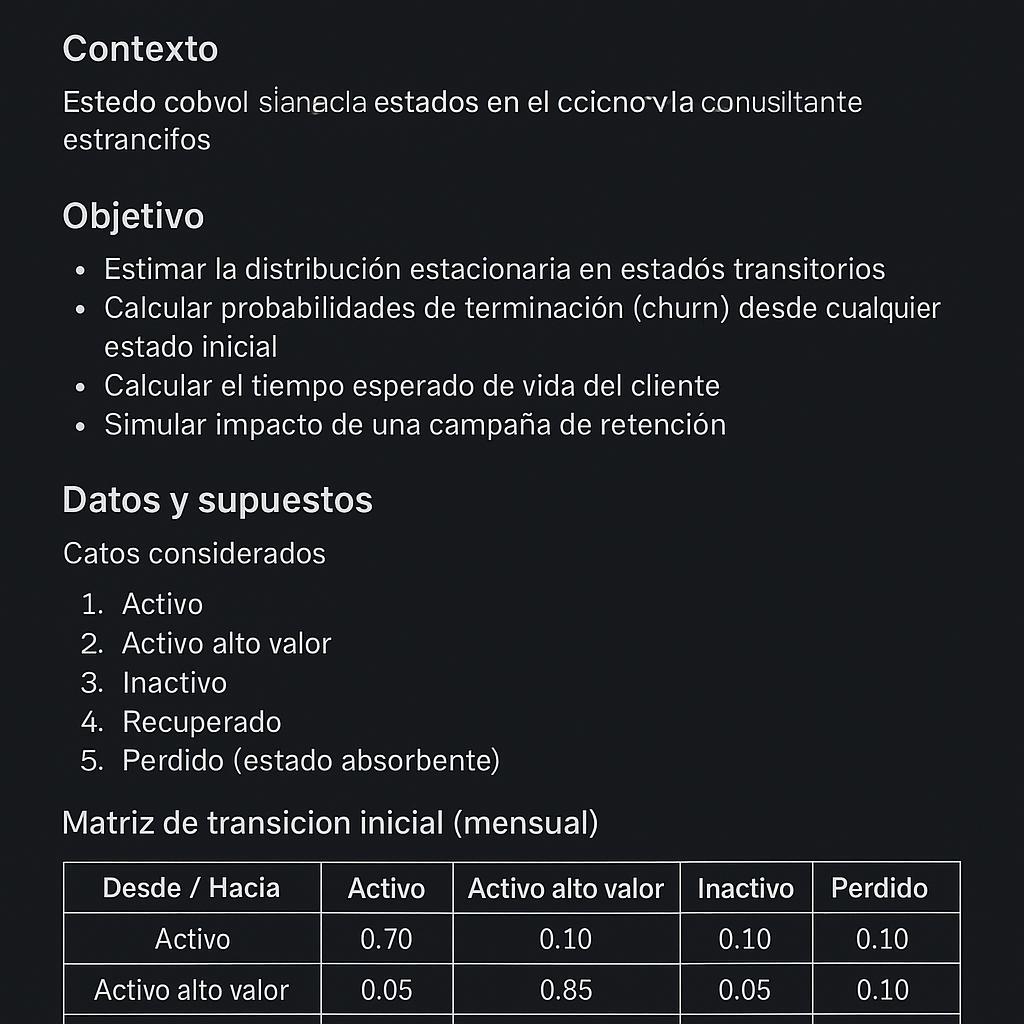 Contexto
Estedo cobvol estados en el
estrancifos
Objetivo
• Estimar la distribución estacionaria en estadós transitorios
• Calcular probabilidades de terminación (churn) desde cualquier
estado inicial
• Calcular el tiempo esperado de vida del cliente
• Simular impacto de una campaña de retención
Datos y supuestos
Catos considerados
1. Activo
2. Activo alto valor
3. Inactivo
4. Recuperado
5. Perdido (estado absorbente)
Matriz de transicion inicial (mensual)
Desde / Hacia Activo Activo alto valor Inactivo Perdido
Activo 0.70 0.10 0.10 0.10
Activo alto valor 0.05 0.85 0.05 0.10